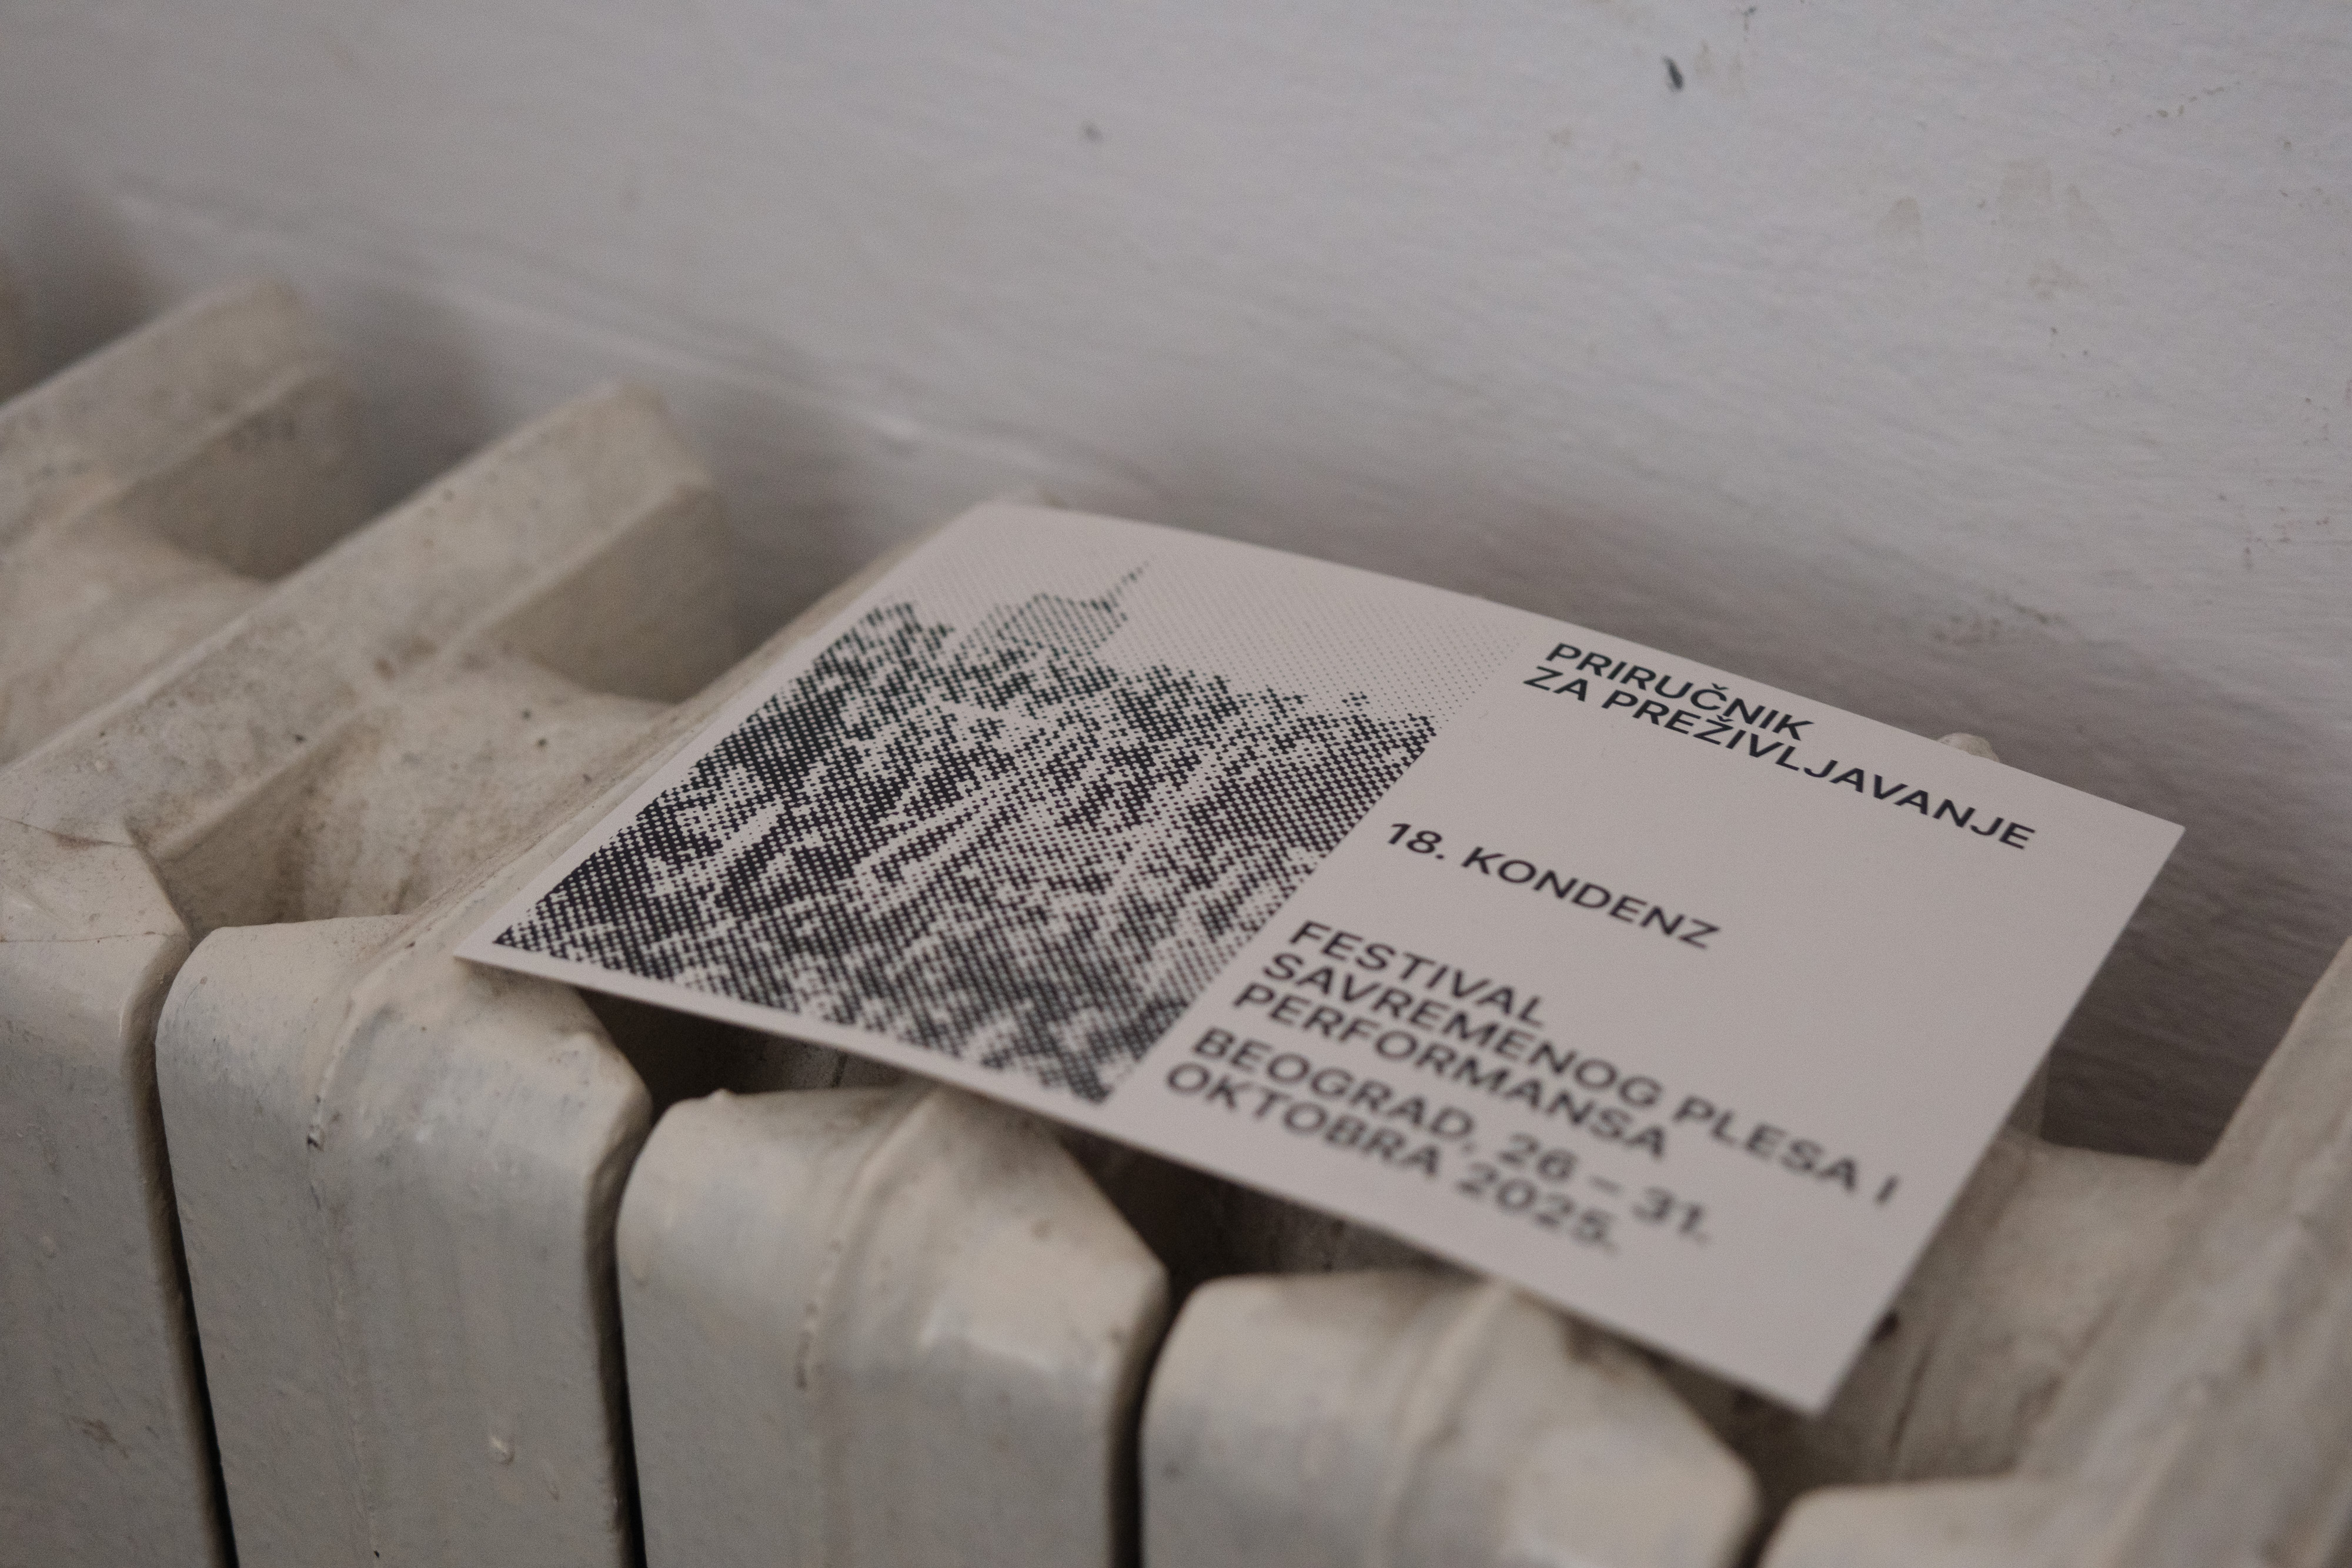 PRIRUČNIK
ZA PREŽIVLJAVANJE
18. KONDENZ
FESTIVAL
SAVREMENOG PLESA I
PERFORMANSA
BEOGRAD, 26 – 31.
OKTOBRA 2025.